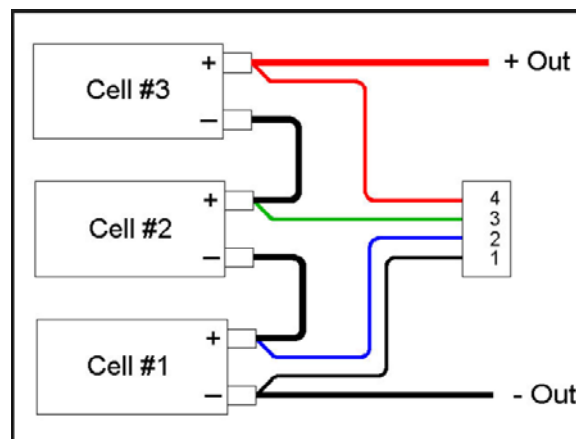 + Out
+
Cell #3
–
4
+
3
Cell #2
2
–
1
+
Cell #1
–
- Out